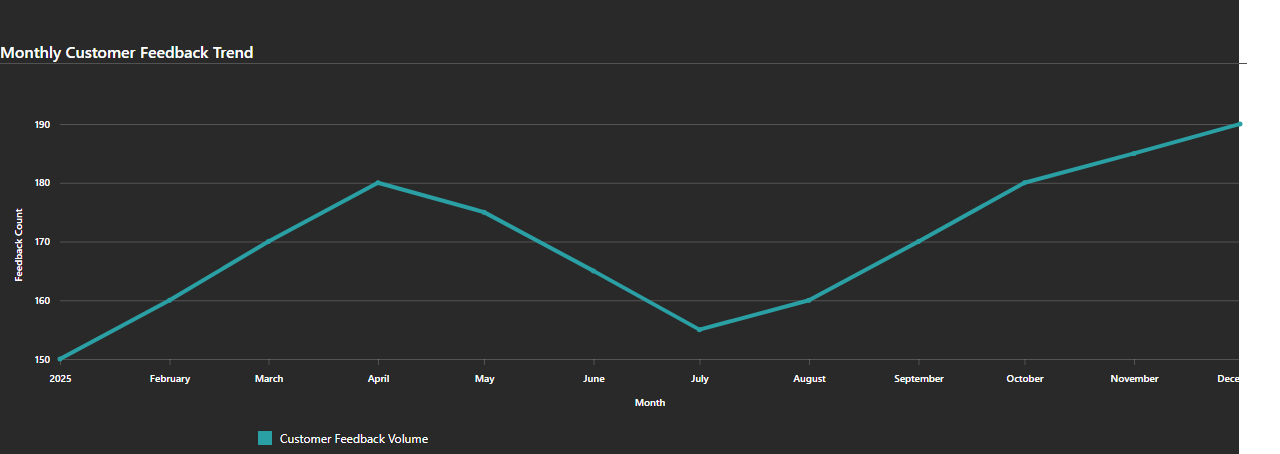 Monthly Customer Feedback Trend
190
180
170
160
150
Feedback Count
2025 February March April May June July August September October November Dece
Month
Customer Feedback Volume